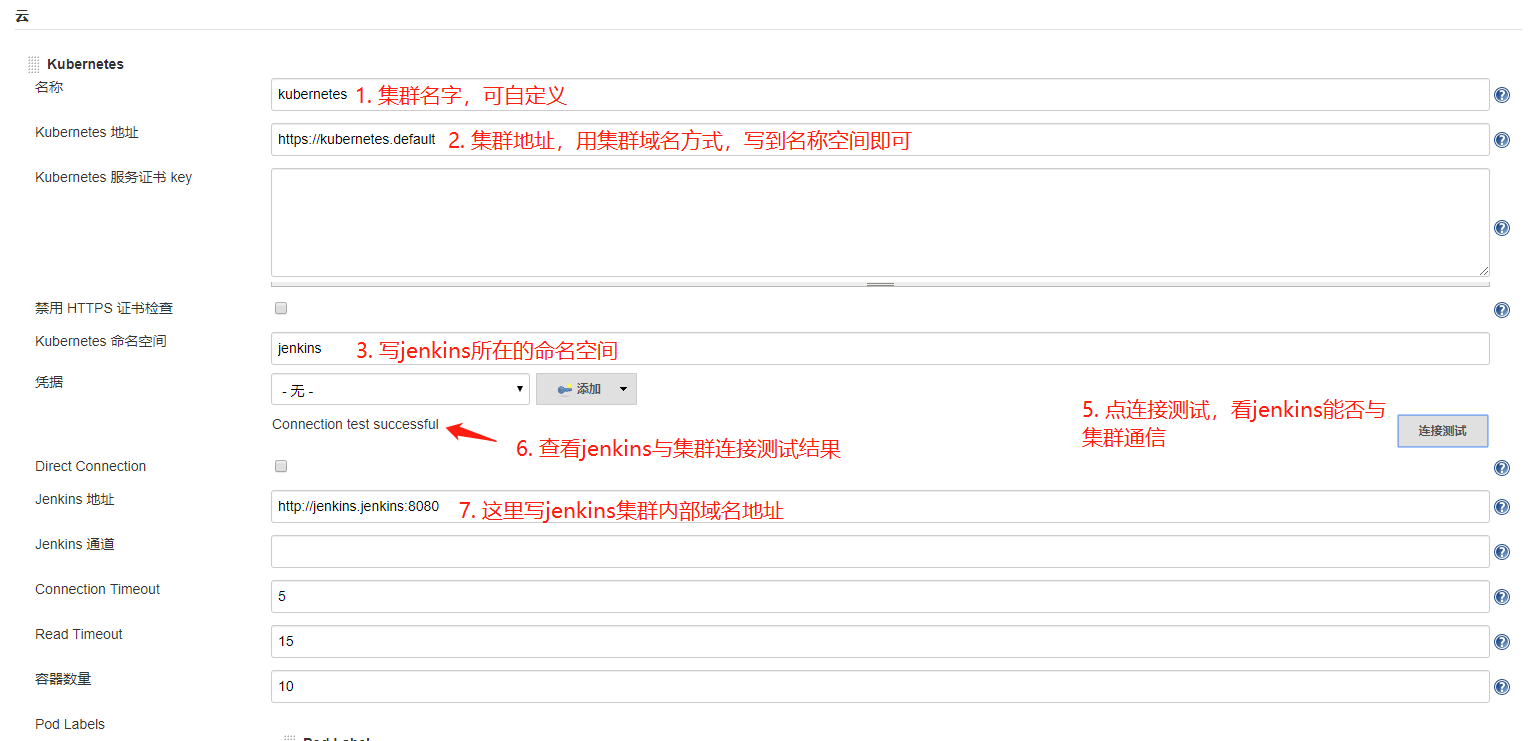 云
Kubernetes
名称
kubernetes 1. 集群名字，可自定义
Kubernetes 地址
https://kubernetes.default 2. 集群地址，用集群域名方式，写到名称空间即可
Kubernetes 服务证书 key
禁用 HTTPS 证书检查
Kubernetes 命名空间
jenkins 3. 写jenkins所在的命名空间
凭据
- 无 - 添加
Connection test successful
6. 查看jenkins与集群连接测试结果
5. 点连接测试，看jenkins能否与
集群通信
连接测试
Direct Connection
Jenkins 地址
http://jenkins.jenkins:8080 7. 这里写jenkins集群内部域名地址
Jenkins 通道
Connection Timeout
5
Read Timeout
15
容器数量
10
Pod Labels
Pod Label